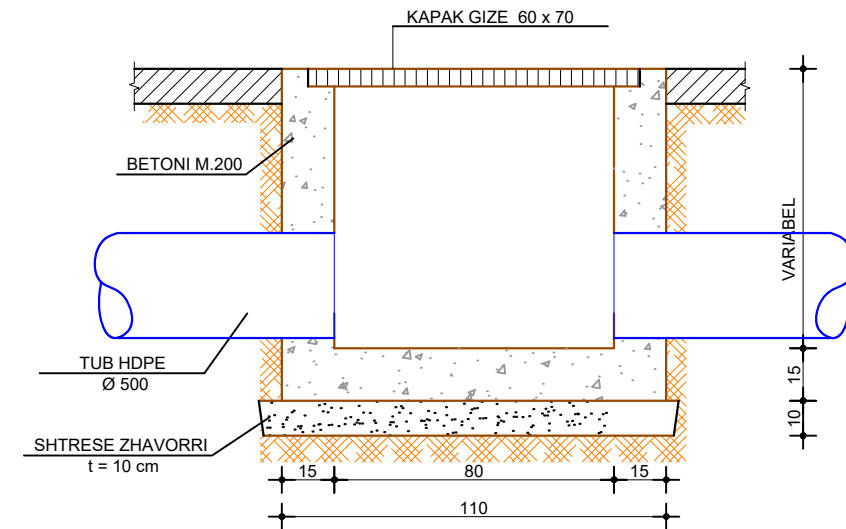 KAPAK GIZE 60 x 70
BETONI M.200
VARIABEL
TUB HDPE
Ø 500
15
10
SHTRESE ZHAVORRI
t = 10 cm
15 80 15
110